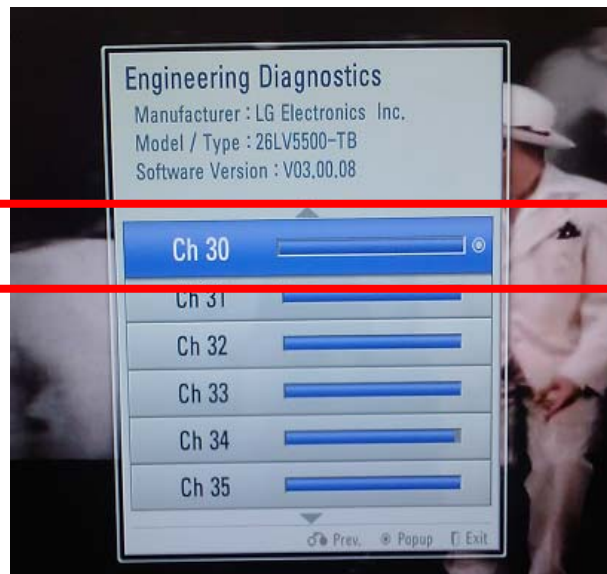 Engineering Diagnostics
Manufacturer : LG Electronics Inc.
Model / Type : 26LV5500-TB
Software Version : V03.00.08
Ch 30
Ch 31
Ch 32
Ch 33
Ch 34
Ch 35
Prev. Popup Exit